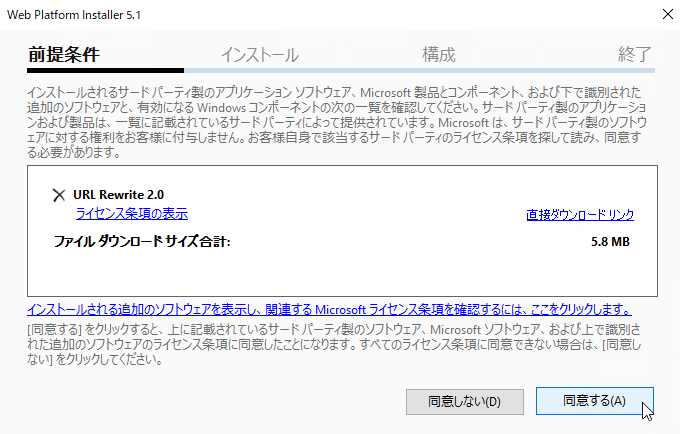 Web Platform Installer 5.1
前提条件 インストール 構成 終了
インストールされるサード パーティ製のアプリケーション ソフトウェア、Microsoft 製品とコンポーネント、および下で識別された
追加のソフトウェアと、有効になる Windows コンポーネントの次の一覧を確認してください。サード パーティ製のアプリケーショ
ンおよび製品は、一覧に記載されているサード パーティによって提供されています。Microsoft は、サード パーティ製のソフトウ
ェアに対する権利をお客様に付与しません。お客様自身で該当するサード パーティのライセンス条項を探して読み、同意す
る必要があります。
URL Rewrite 2.0
ライセンス条項の表示 直接ダウンロード リンク
ファイル ダウンロード サイズ合計: 5.8 MB
インストールされる追加のソフトウェアを表示し、関連する Microsoft ライセンス条項を確認するには、ここをクリックします。
[同意する] をクリックすると、上に記載されているサード パーティ製のソフトウェア、Microsoft ソフトウェア、および上で識別さ
れた追加のソフトウェアのライセンス条項に同意したことになります。すべてのライセンス条項に同意できない場合は、[同意し
ない] をクリックしてください。
同意しない(D) 同意する(A)